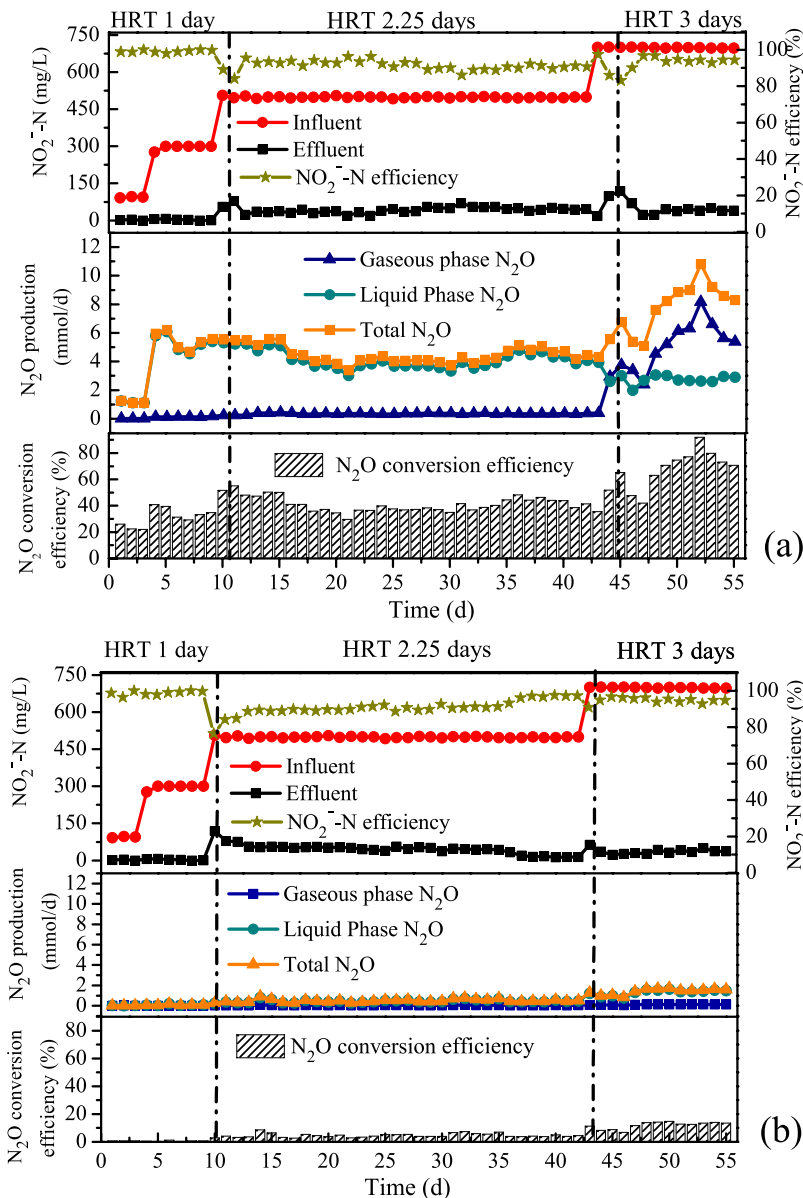 HRT 1 day HRT 2.25 days HRT 3 days
NO₂⁻-N (mg/L)
750
600
450
300
150
0
Influent
Effluent
NO₂⁻-N efficiency
100
80
60
40
20
0
NO₂⁻-N efficiency (%)
N₂O production
(mmol/d)
12
10
8
6
4
2
0
Gaseous phase N₂O
Liquid Phase N₂O
Total N₂O
N₂O conversion
efficiency (%)
80
60
40
20
0
N₂O conversion efficiency
0 5 10 15 20 25 30 35 40 45 50 55
Time (d)
(a)
HRT 1 day HRT 2.25 days HRT 3 days
NO₂⁻-N (mg/L)
750
600
450
300
150
0
Influent
Effluent
NO₂⁻-N efficiency
100
80
60
40
20
0
NO₂⁻-N efficiency (%)
N₂O production
(mmol/d)
12
10
8
6
4
2
0
Gaseous phase N₂O
Liquid Phase N₂O
Total N₂O
N₂O conversion
efficiency (%)
80
60
40
20
0
N₂O conversion efficiency
0 5 10 15 20 25 30 35 40 45 50 55
Time (d)
(b)